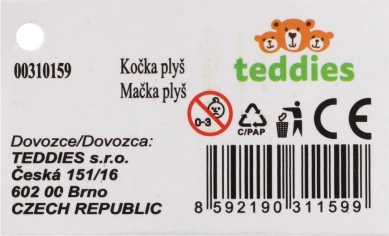 00310159
Kočka plyš
Mačka plyš
teddies
0-3
C/PAP
CE
Dovozce/Dovozca:
TEDDIES s.r.o.
Česká 151/16
602 00 Brno
CZECH REPUBLIC
8 592190 311599